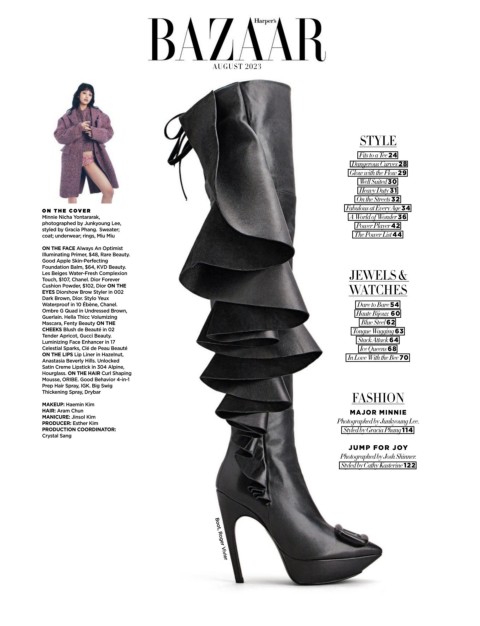 Harper's
BAZAAR
AUGUST 2023
ON THE COVER
Minnie Nicha Yontararak,
photographed by Junkyoung Lee,
styled by Gracia Phang. Sweater;
coat; underwear; rings, Miu Miu
ON THE FACE Always An Optimist
Illuminating Primer, $48, Rare Beauty.
Good Apple Skin-Perfecting
Foundation Balm, $64, KVD Beauty.
Les Beiges Water-Fresh Complexion
Touch, $107, Chanel. Dior Forever
Cushion Powder, $102, Dior ON THE
EYES Diorshow Brow Styler in 002
Dark Brown, Dior. Stylo Yeux
Waterproof in 10 Ébène, Chanel.
Ombre G Quad in Undressed Brown,
Guerlain. Hella Thicc Volumizing
Mascara, Fenty Beauty ON THE
CHEEKS Blush de Beauté in 02
Tender Apricot, Gucci Beauty.
Luminizing Face Enhancer in 17
Celestial Sparks, Clé de Peau Beauté
ON THE LIPS Lip Liner in Hazelnut,
Anastasia Beverly Hills. Unlocked
Satin Creme Lipstick in 304 Alpine,
Hourglass. ON THE HAIR Curl Shaping
Mousse, ORIBE. Good Behavior 4-in-1
Prep Hair Spray, IGK. Big Swig
Thickening Spray, Drybar
MAKEUP: Haemin Kim
HAIR: Aram Chun
MANICURE: Jinsol Kim
PRODUCER: Esther Kim
PRODUCTION COORDINATOR:
Crystal Sang
Boot, Roger Vivier
STYLE
Fits to a Tee 24
Dangerous Curves 28
Glow with the Flow 29
Well Suited 30
Heavy Duty 31
On the Streets 32
Fabulous at Every Age 34
A World of Wonder 36
Power Player 42
The Power List 44
JEWELS &
WATCHES
Dare to Bare 54
Haute Bijoux 60
Blue Steel 62
Tongue Wagging 63
Stack Attack 64
Ice Queens 68
In Love With the Bee 70
FASHION
MAJOR MINNIE
Photographed by Junkyoung Lee.
Styled by Gracia Phang 114
JUMP FOR JOY
Photographed by Josh Shinner.
Styled by Cathy Kasterine 122